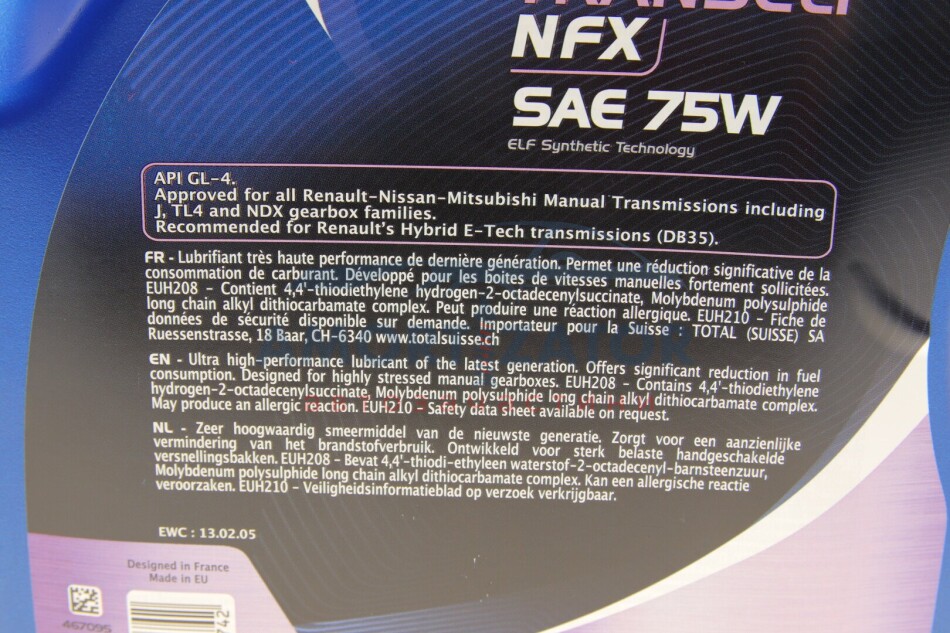 NFX
SAE 75W
ELF Synthetic Technology
API GL-4.
Approved for all Renault-Nissan-Mitsubishi Manual Transmissions including
J, TL4 and NDX gearbox families.
Recommended for Renault's Hybrid E-Tech transmissions (DB35).
FR - Lubrifiant très haute performance de dernière génération. Permet une réduction significative de la
consommation de carburant. Développé pour les boites de vitesses manuelles fortement sollicitées.
EUH208 - Contient 4,4'-thiodiethylene hydrogen-2-octadecenylsuccinate, Molybdenum polysulphide
long chain alkyl dithiocarbamate complex. Peut produire une réaction allergique. EUH210 - Fiche de
données de sécurité disponible sur demande. Importateur pour la Suisse : TOTAL (SUISSE) SA
Ruessenstrasse, 18 Baar, CH-6340 www.totalsuisse.ch
EN - Ultra high-performance lubricant of the latest generation. Offers significant reduction in fuel
consumption. Designed for highly stressed manual gearboxes. EUH208 - Contains 4,4'-thiodiethylene
hydrogen-2-octadecenylsuccinate, Molybdenum polysulphide long chain alkyl dithiocarbamate complex.
May produce an allergic reaction. EUH210 - Safety data sheet available on request.
NL - Zeer hoogwaardig smeermiddel van de nieuwste generatie. Zorgt voor een aanzienlijke
vermindering van het brandstofverbruik. Ontwikkeld voor sterk belaste handgeschakelde
versnellingsbakken. EUH208 - Bevat 4,4'-thiodi-ethyleen waterstof-2-octadecenyl-barnsteenzuur,
Molybdenum polysulphide long chain alkyl dithiocarbamate complex. Kan een allergische reactie
veroorzaken. EUH210 - Veiligheidsinformatieblad op verzoek verkrijgbaar.
EWC : 13.02.05
Designed in France
Made in EU
467095
742